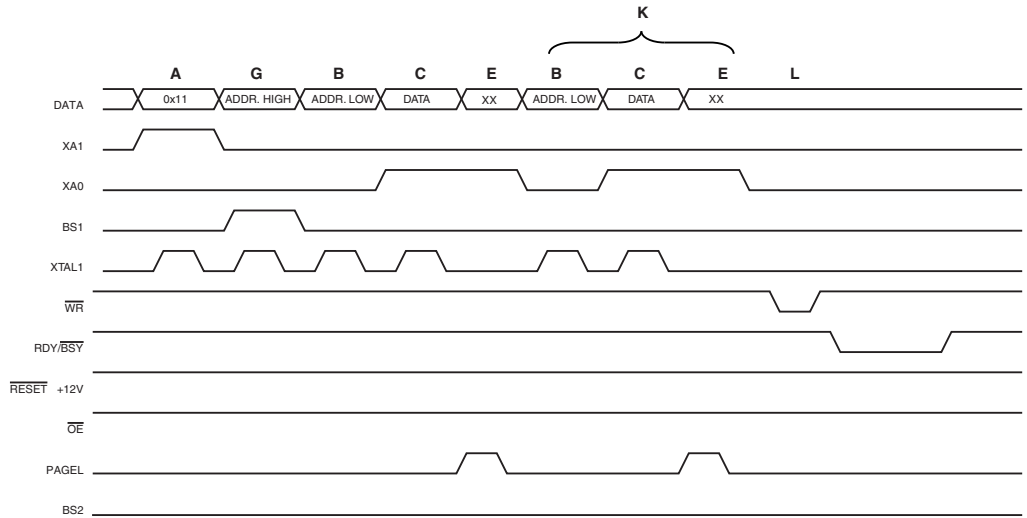 K
A G B C E B C E L
DATA 0x11 ADDR. HIGH ADDR. LOW DATA XX ADDR. LOW DATA XX
XA1
XA0
BS1
XTAL1
WR
RDY/BSY
RESET +12V
OE
PAGEL
BS2